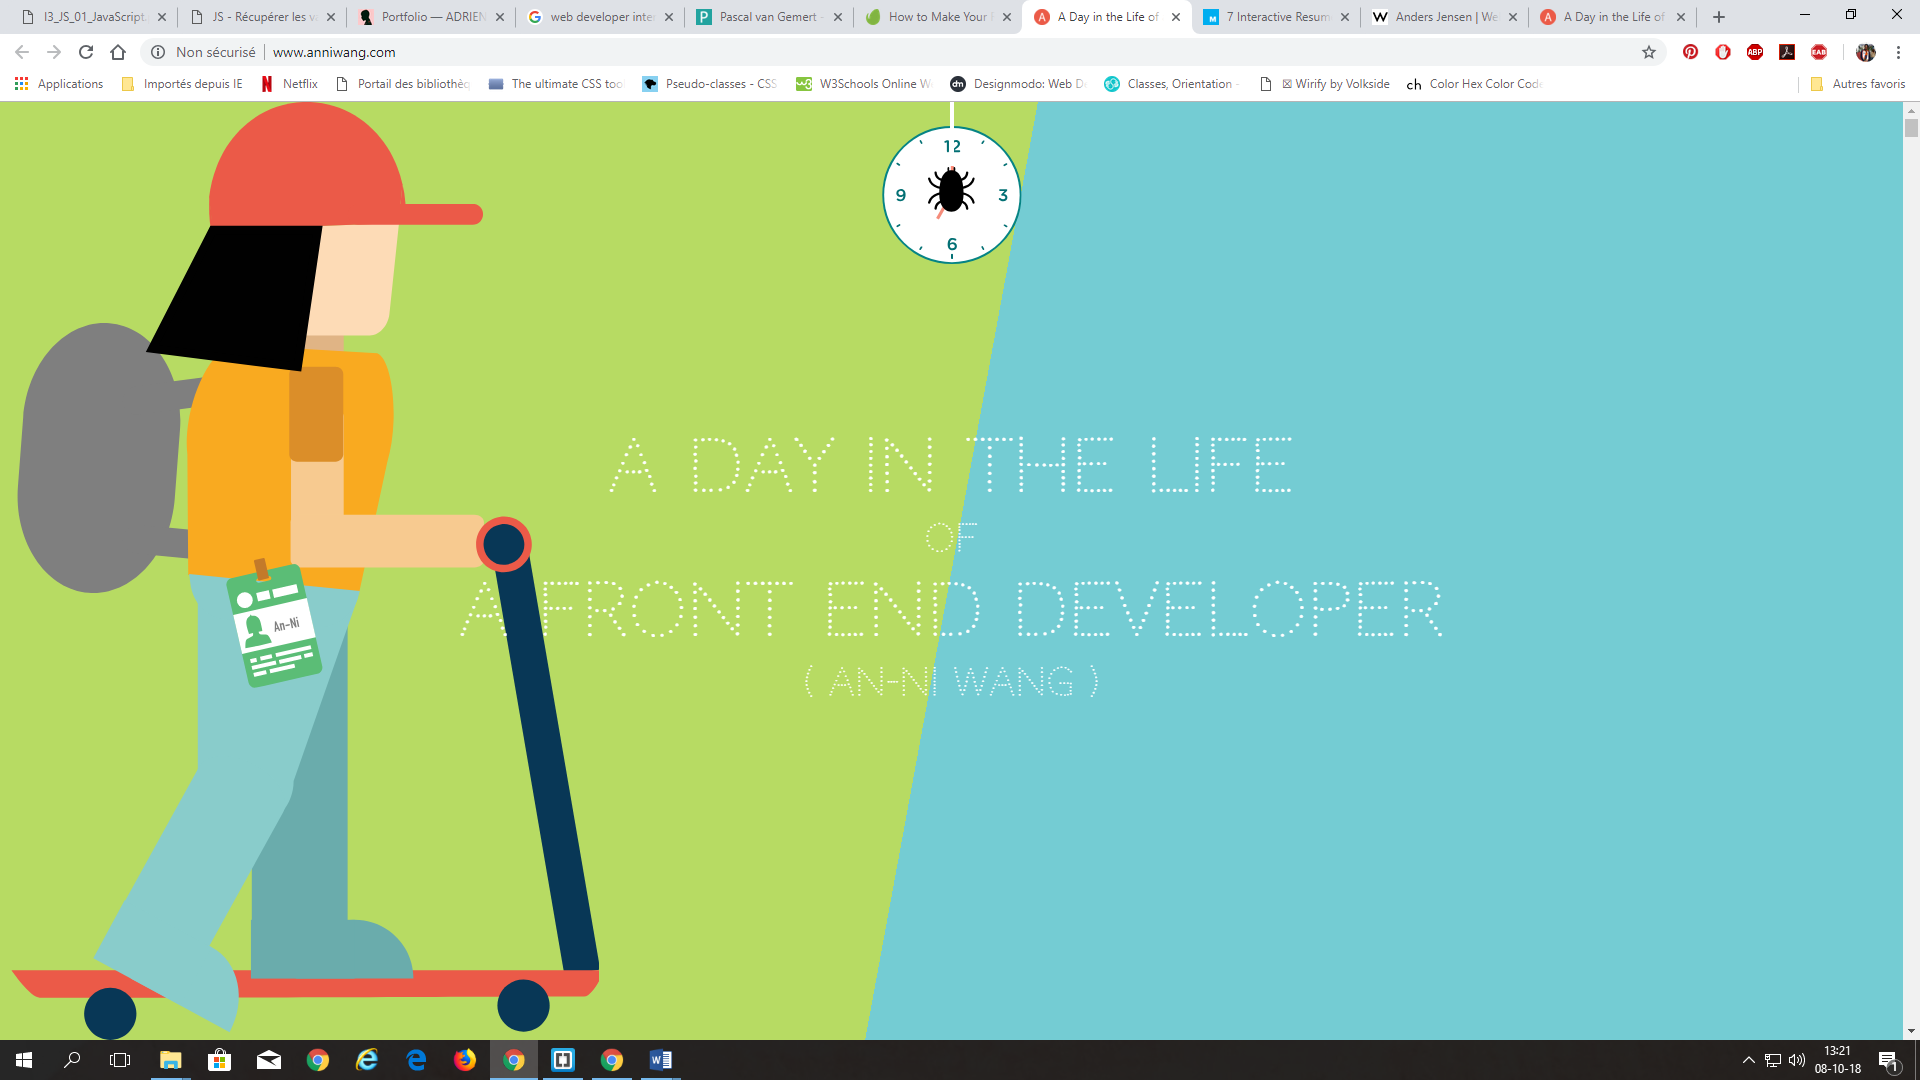 I3_JS_01_JavaScript.
JS - Récupérer les v
Portfolio — ADRIEN
web developer inte
Pascal van Gemert -
How to Make Your
A Day in the Life of
7 Interactive Resum
Anders Jensen | We
A Day in the Life of
Non sécurisé
www.anniwang.com
ABP
EAB
Applications
Importés depuis IE
Netflix
Portail des bibliothèq
The ultimate CSS too
Pseudo-classes - CSS
W3Schools Online W
Designmodo: Web D
Classes, Orientation -
Wirify by Volkside
Color Hex Color Code
Autres favoris
12
9
3
6
A DAY IN THE LIFE
OF
A FRONT END DEVELOPER
( AN-NI WANG )
An-Ni
13:21
08-10-18
1